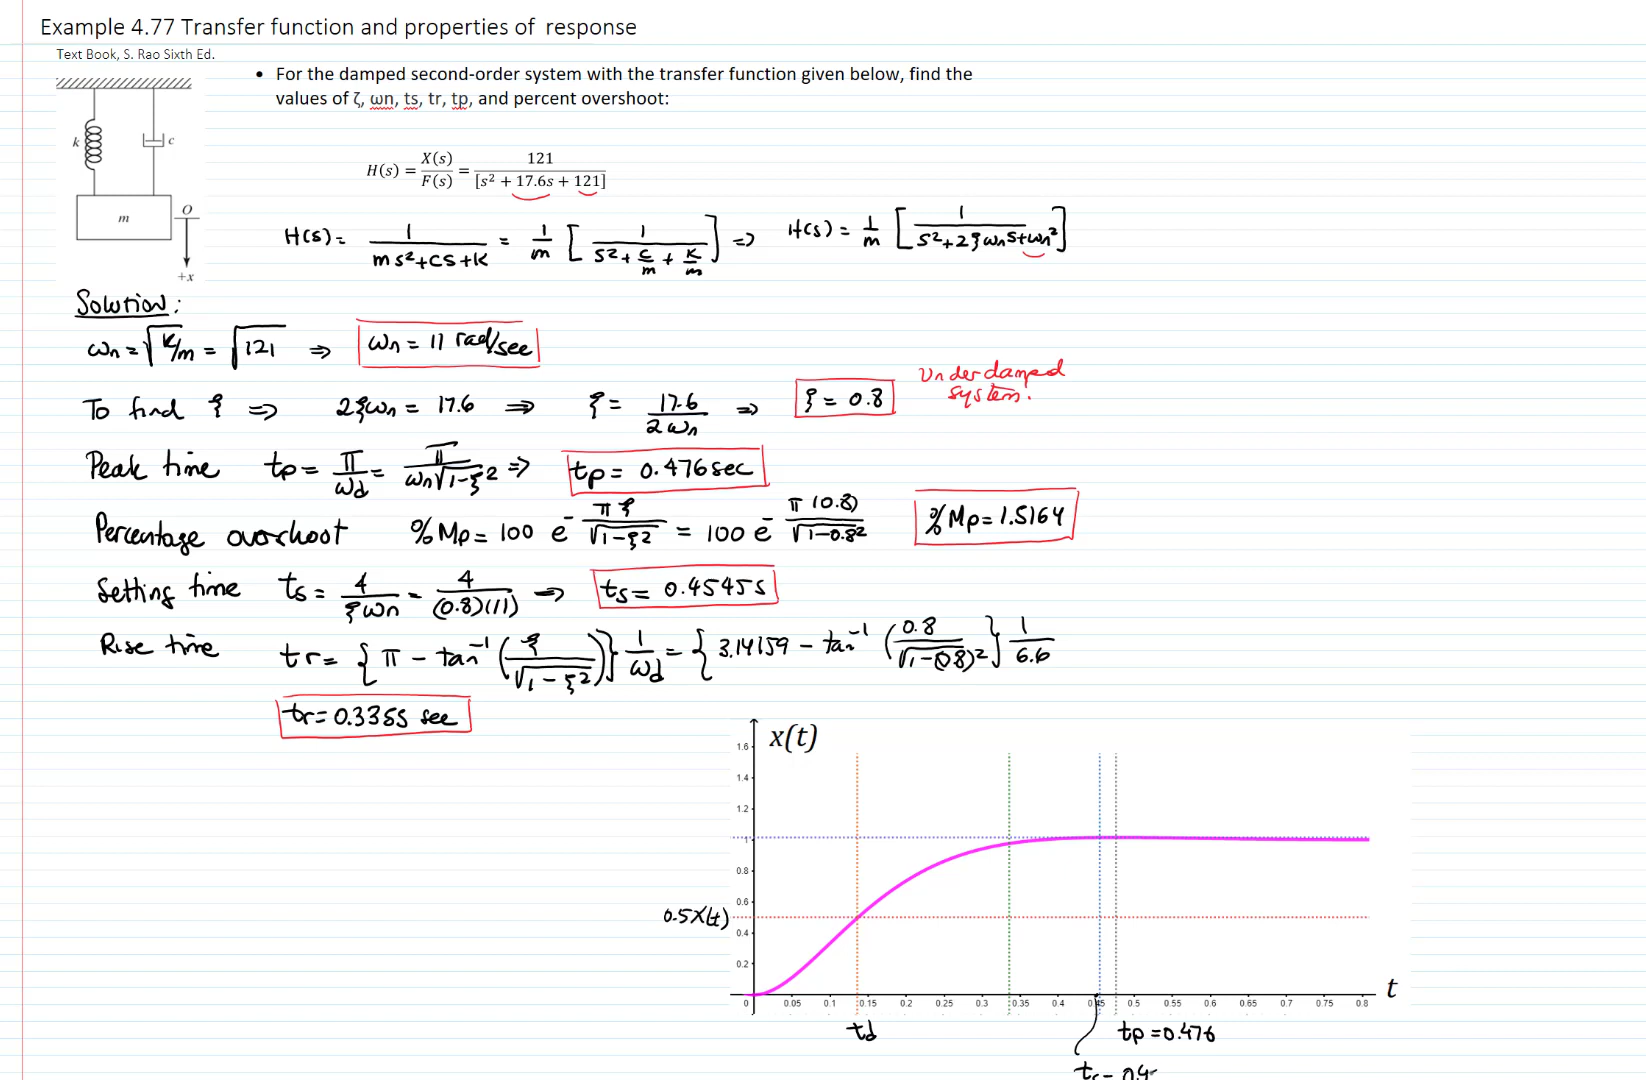 Example 4.77 Transfer function and properties of response
Text Book, S. Rao Sixth Ed.
• For the damped second-order system with the transfer function given below, find the
values of ζ, ωn, ts, tr, tp, and percent overshoot:
k
c
m
O
+x
H(s) = X(s)/F(s) = 121/[s² + 17.6s + 121]
H(s) = 1/(ms²+cs+k) = 1/m [1/(s²+ c/m + k/m)] => H(s) = 1/m [1/(s²+2ζωns+ωn²)]
Solution:
ωn = √k/m = √121 => ωn = 11 rad/sec
To find ζ => 2ζωn = 17.6 => ζ = 17.6/2ωn => ζ = 0.8
Underdamped
system.
Peak time tp = π/ωd = π/ωn√1-ζ² => tp = 0.476 sec
Percentage overshoot %Mp = 100 e^-πζ/√1-ζ² = 100 e^-π(0.8)/√1-0.8² %Mp = 1.5164
Setting time ts = 4/ζωn = 4/(0.8)(11) => ts = 0.4545 s
Rise time tr = {π - tan⁻¹(ζ/√1-ζ²)} 1/ωd = {3.14159 - tan⁻¹(0.8/√1-(0.8)²)} 1/6.6
tr = 0.3355 sec
x(t)
1.6
1.4
1.2
1
0.8
0.6
0.5X(t)
0.4
0.2
0 0.05 0.1 0.15 0.2 0.25 0.3 0.35 0.4 0.45 0.5 0.55 0.6 0.65 0.7 0.75 0.8 t
td
tp = 0.476